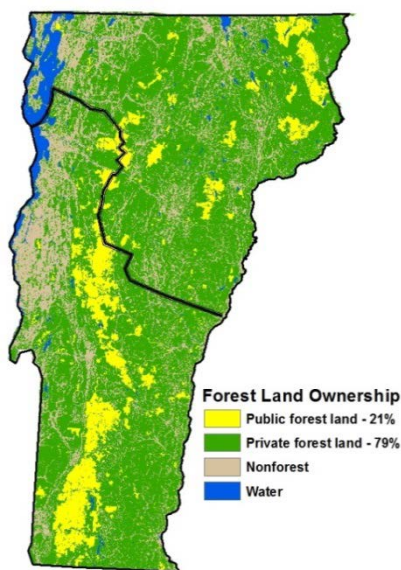 Forest Land Ownership
Public forest land - 21%
Private forest land - 79%
Nonforest
Water